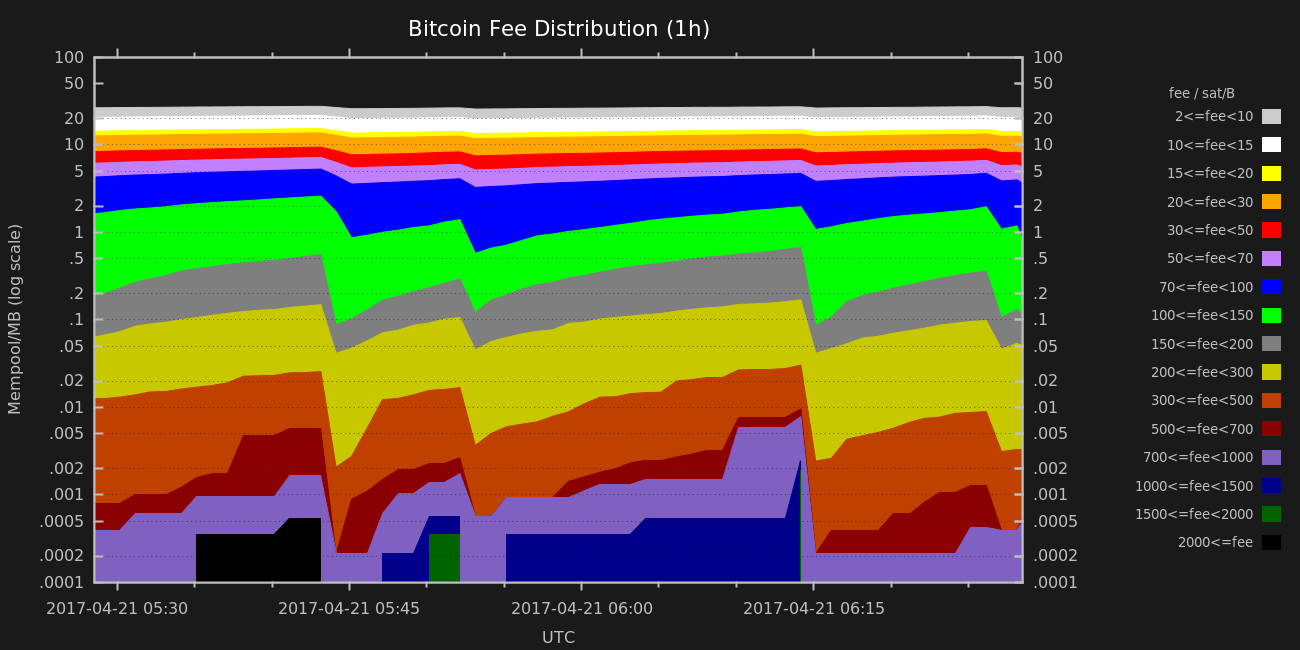 Bitcoin Fee Distribution (1h)
100
50
20
10
5
2
1
.5
.2
.1
.05
.02
.01
.005
.002
.001
.0005
.0002
.0001
Mempool/MB (log scale)
100
50
20
10
5
2
1
.5
.2
.1
.05
.02
.01
.005
.002
.001
.0005
.0002
.0001
2017-04-21 05:30
2017-04-21 05:45
2017-04-21 06:00
2017-04-21 06:15
UTC
fee / sat/B
2<=fee<10
10<=fee<15
15<=fee<20
20<=fee<30
30<=fee<50
50<=fee<70
70<=fee<100
100<=fee<150
150<=fee<200
200<=fee<300
300<=fee<500
500<=fee<700
700<=fee<1000
1000<=fee<1500
1500<=fee<2000
2000<=fee